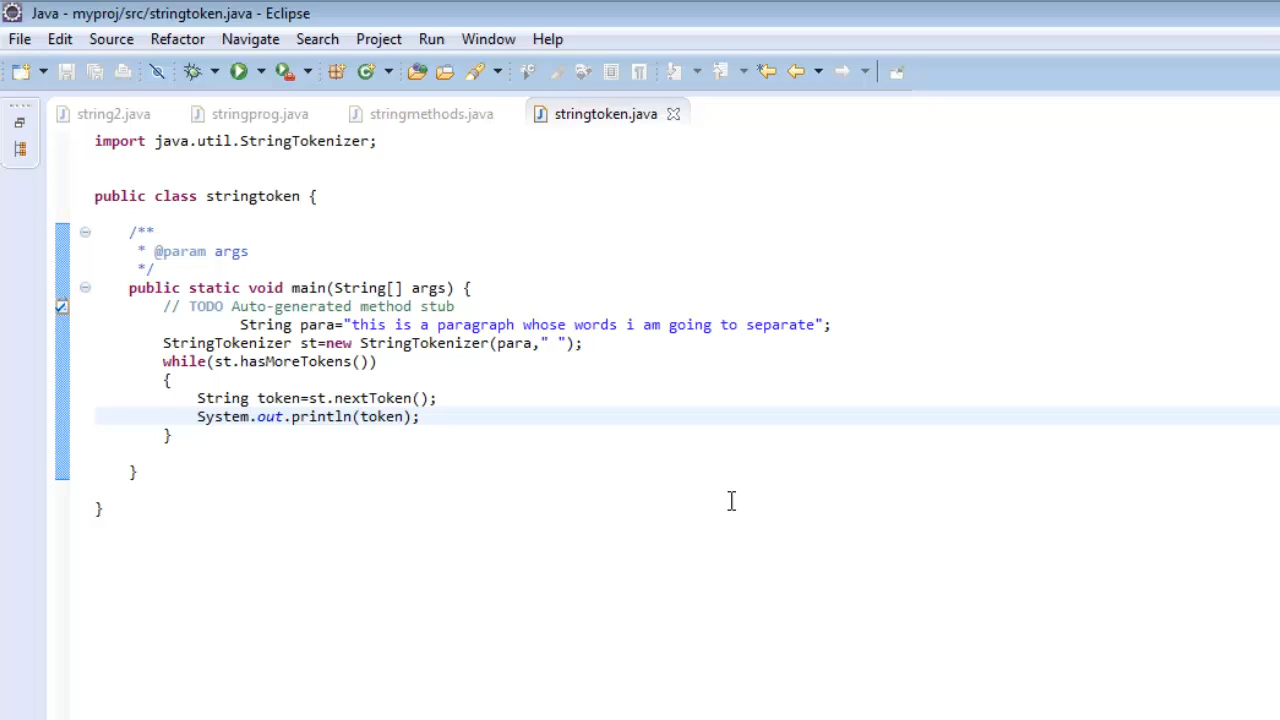 Java - myproj/src/stringtoken.java - Eclipse
File Edit Source Refactor Navigate Search Project Run Window Help
string2.java stringprog.java stringmethods.java stringtoken.java
import java.util.StringTokenizer;
public class stringtoken {
/**
* @param args
*/
public static void main(String[] args) {
// TODO Auto-generated method stub
String para="this is a paragraph whose words i am going to separate";
StringTokenizer st=new StringTokenizer(para," ");
while(st.hasMoreTokens())
{
String token=st.nextToken();
System.out.println(token);
}
}
}